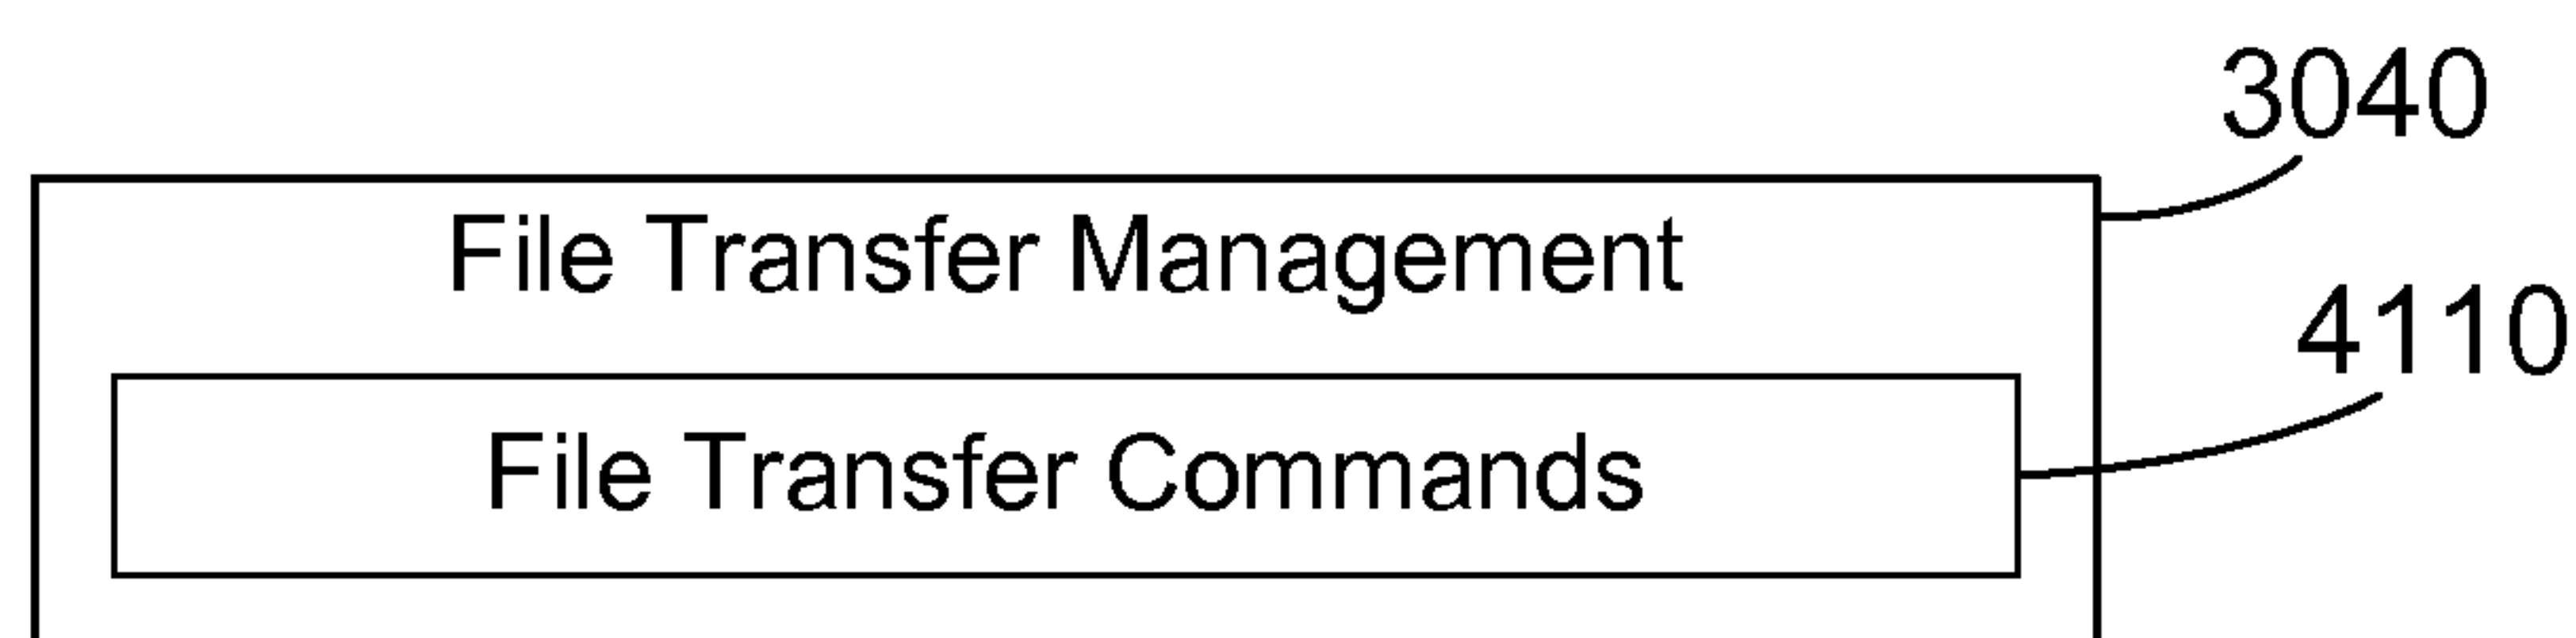 3040
File Transfer Management
4110
File Transfer Commands